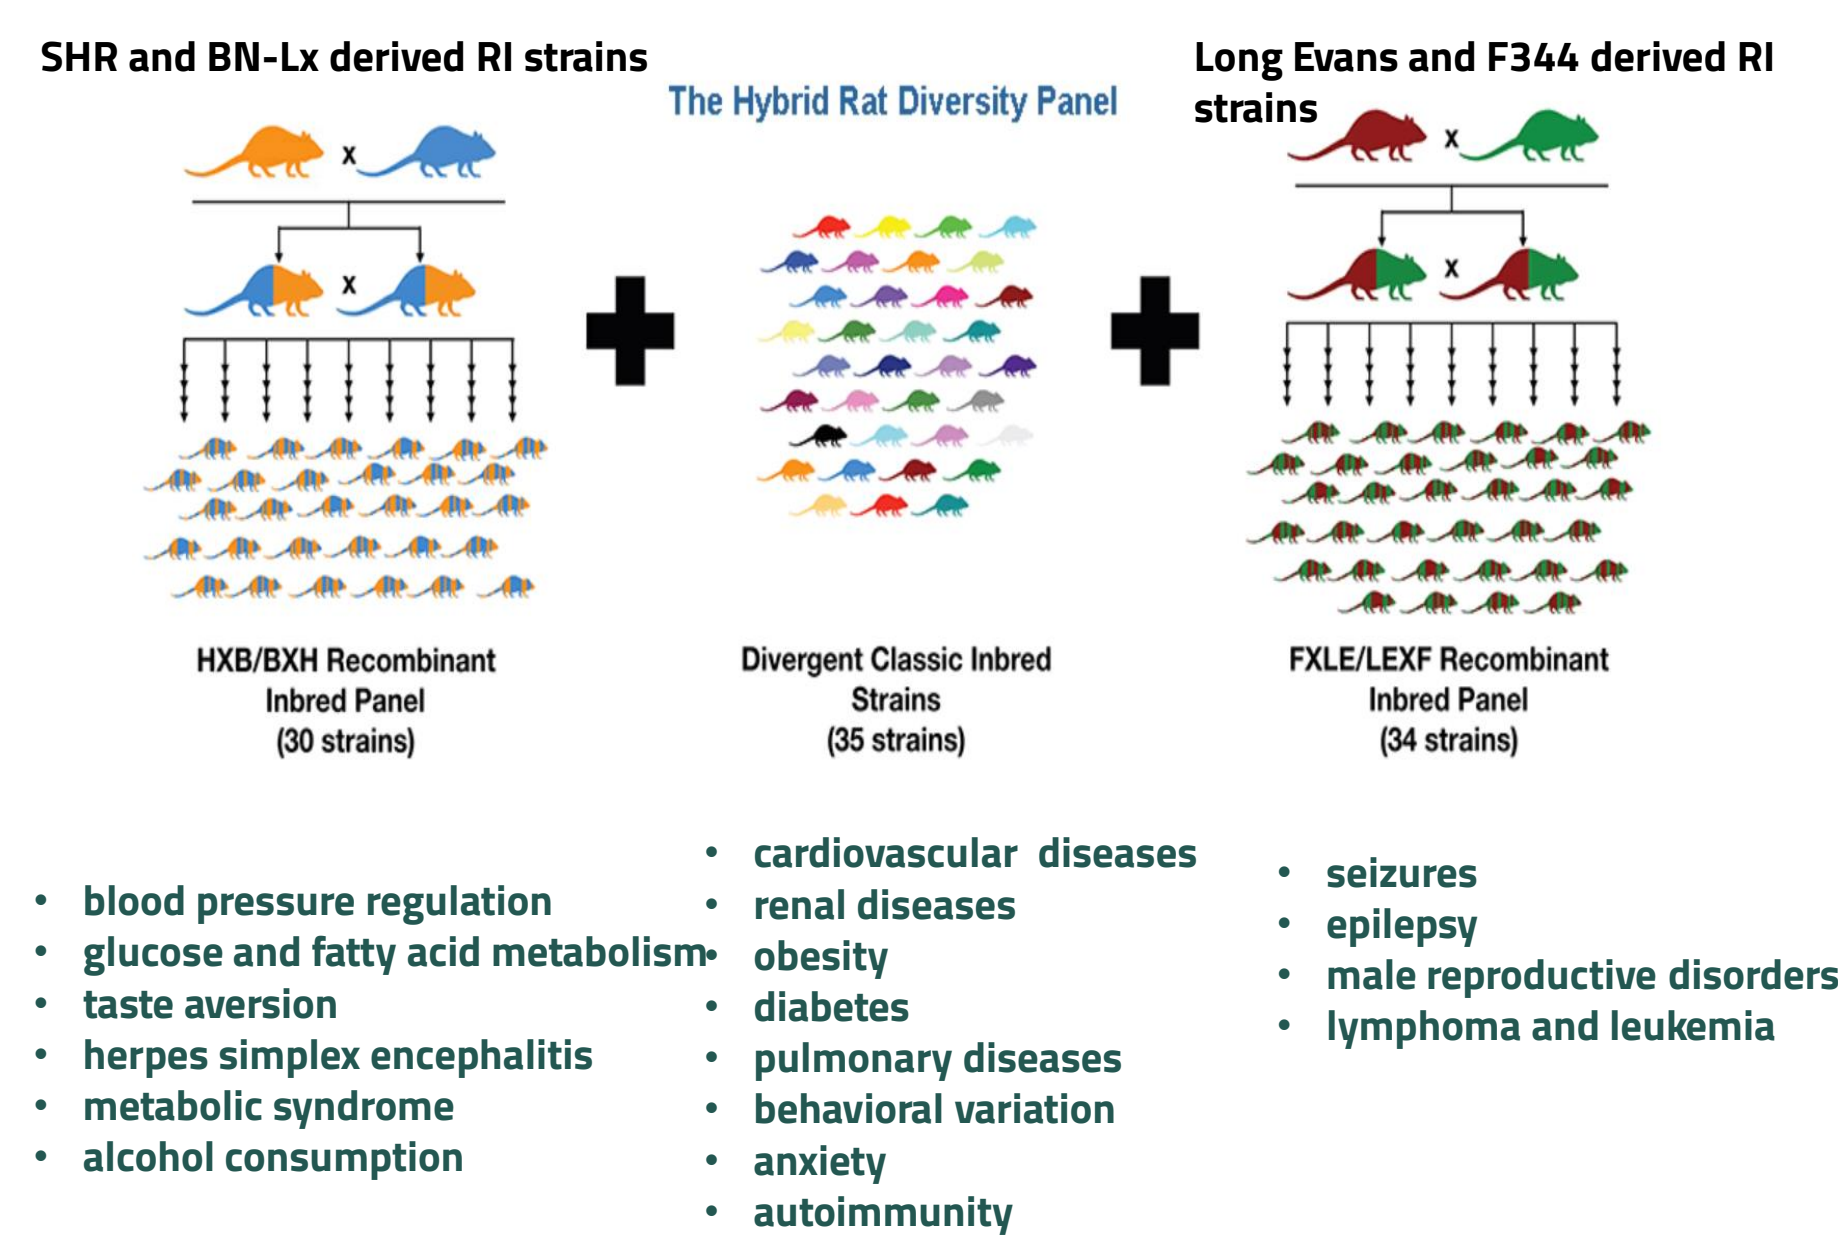 SHR and BN-Lx derived RI strains
The Hybrid Rat Diversity Panel
Long Evans and F344 derived RI
strains
x
x
x
x
HXB/BXH Recombinant
Inbred Panel
(30 strains)
Divergent Classic Inbred
Strains
(35 strains)
FXLE/LEXF Recombinant
Inbred Panel
(34 strains)
• blood pressure regulation
• glucose and fatty acid metabolism
• taste aversion
• herpes simplex encephalitis
• metabolic syndrome
• alcohol consumption
• cardiovascular diseases
• renal diseases
• obesity
• diabetes
• pulmonary diseases
• behavioral variation
• anxiety
• autoimmunity
• seizures
• epilepsy
• male reproductive disorders
• lymphoma and leukemia